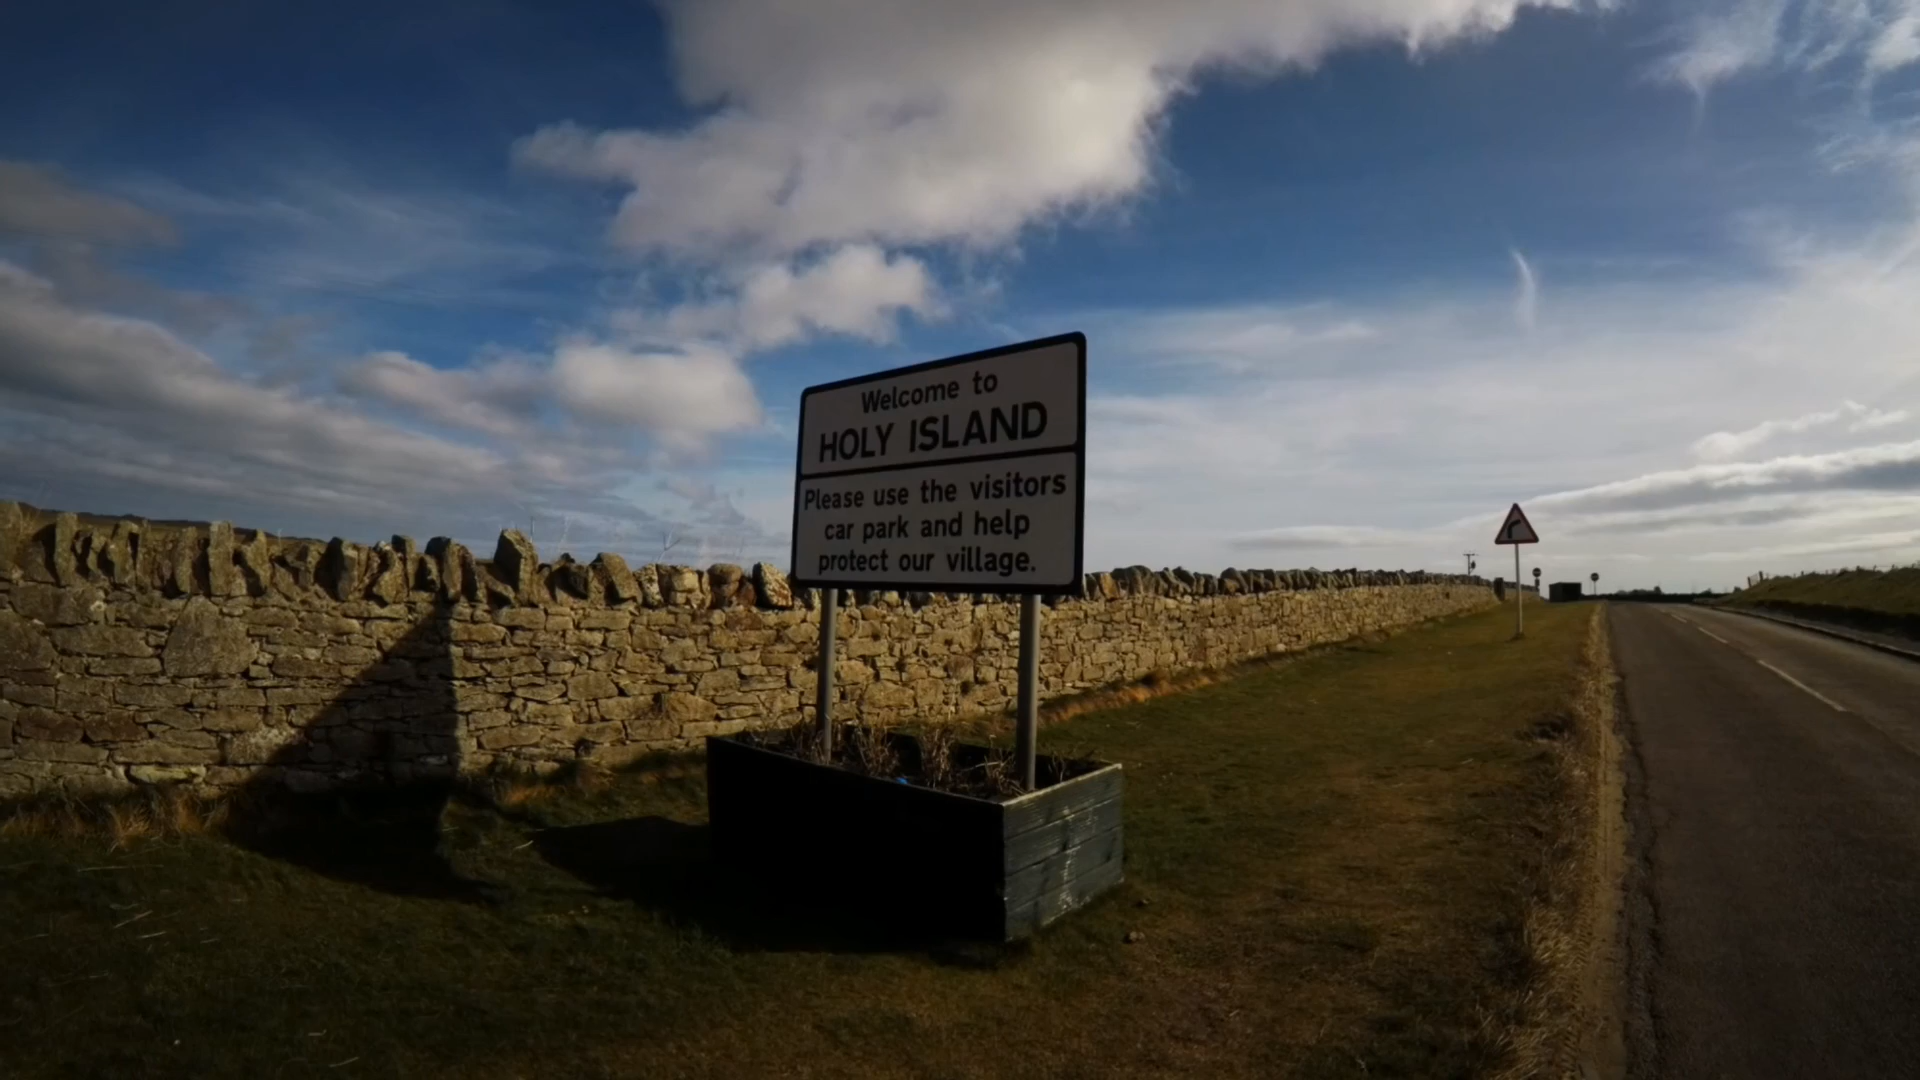 Welcome to
HOLY ISLAND
Please use the visitors
car park and help
protect our village.